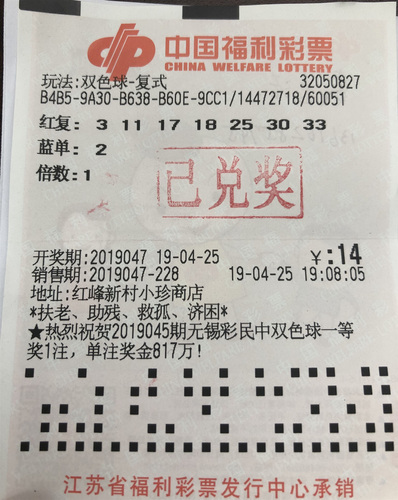 中国福利彩票
CHINA WELFARE LOTTERY
玩法:双色球-复式 32050827
B4B5-9A30-B638-B60E-9CC1/14472718/60051
红复: 3 11 17 18 25 30 33
蓝单: 2
倍数:1
已兑奖
开奖期:2019047 19-04-25 ¥:14
销售期:2019047-228 19-04-25 19:08:05
地址:红峰新村小珍商店
*扶老、助残、救孤、济困*
★热烈祝贺2019045期无锡彩民中双色球一等
奖1注，单注奖金817万!
江苏省福利彩票发行中心承销